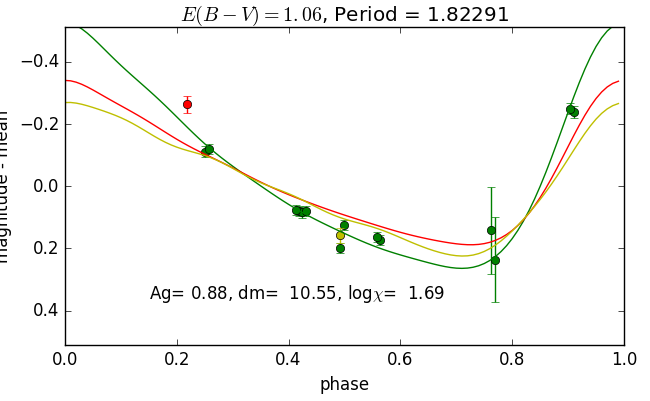 E(B − V) = 1.06, Period = 1.82291
−0.4
−0.2
0.0
0.2
0.4
magnitude - mean
Ag= 0.88, dm= 10.55, logχ= 1.69
0.0 0.2 0.4 0.6 0.8 1.0
phase